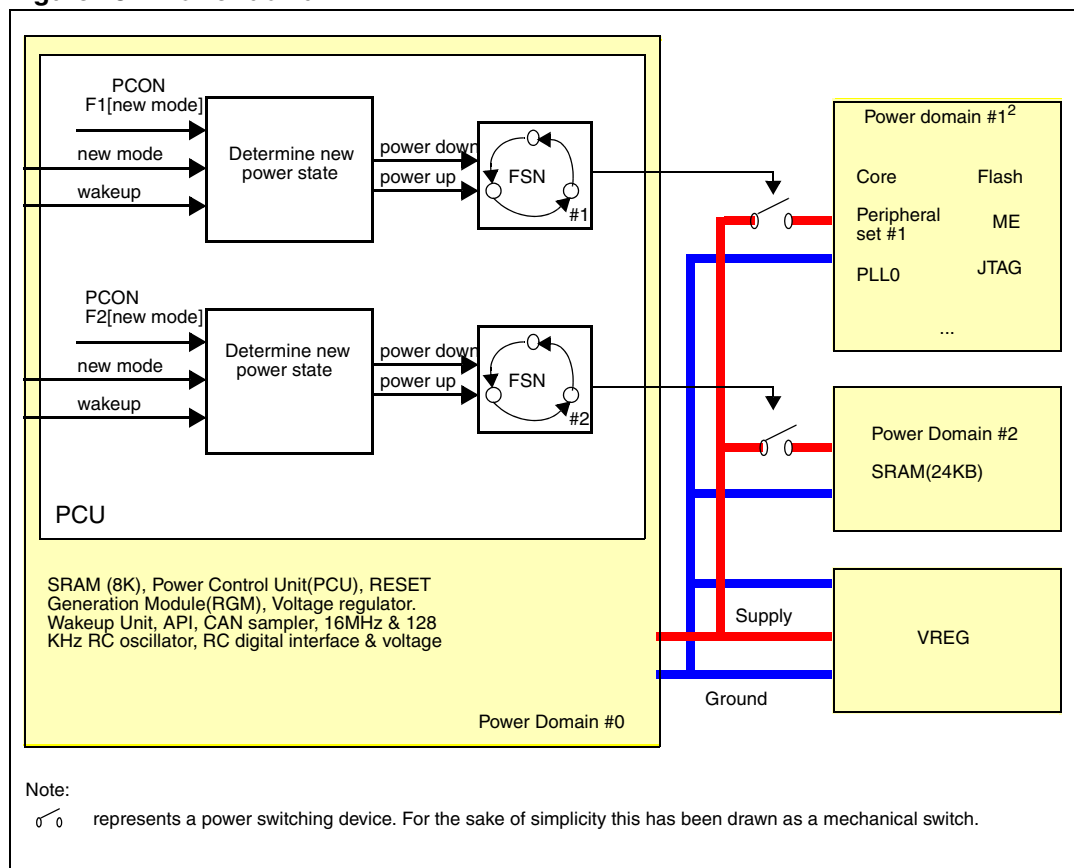 PCON
F1[new mode]
new mode
wakeup
Determine new
power state
power down
power up
FSN
#1
PCON
F2[new mode]
new mode
wakeup
Determine new
power state
power down
power up
FSN
#2
PCU
SRAM (8K), Power Control Unit(PCU), RESET
Generation Module(RGM), Voltage regulator.
Wakeup Unit, API, CAN sampler, 16MHz & 128
KHz RC oscillator, RC digital interface & voltage
Power Domain #0
Power domain #1²
Core
Flash
Peripheral
set #1
ME
PLL0
JTAG
...
Power Domain #2
SRAM(24KB)
Supply
VREG
Ground
Note:
represents a power switching device. For the sake of simplicity this has been drawn as a mechanical switch.